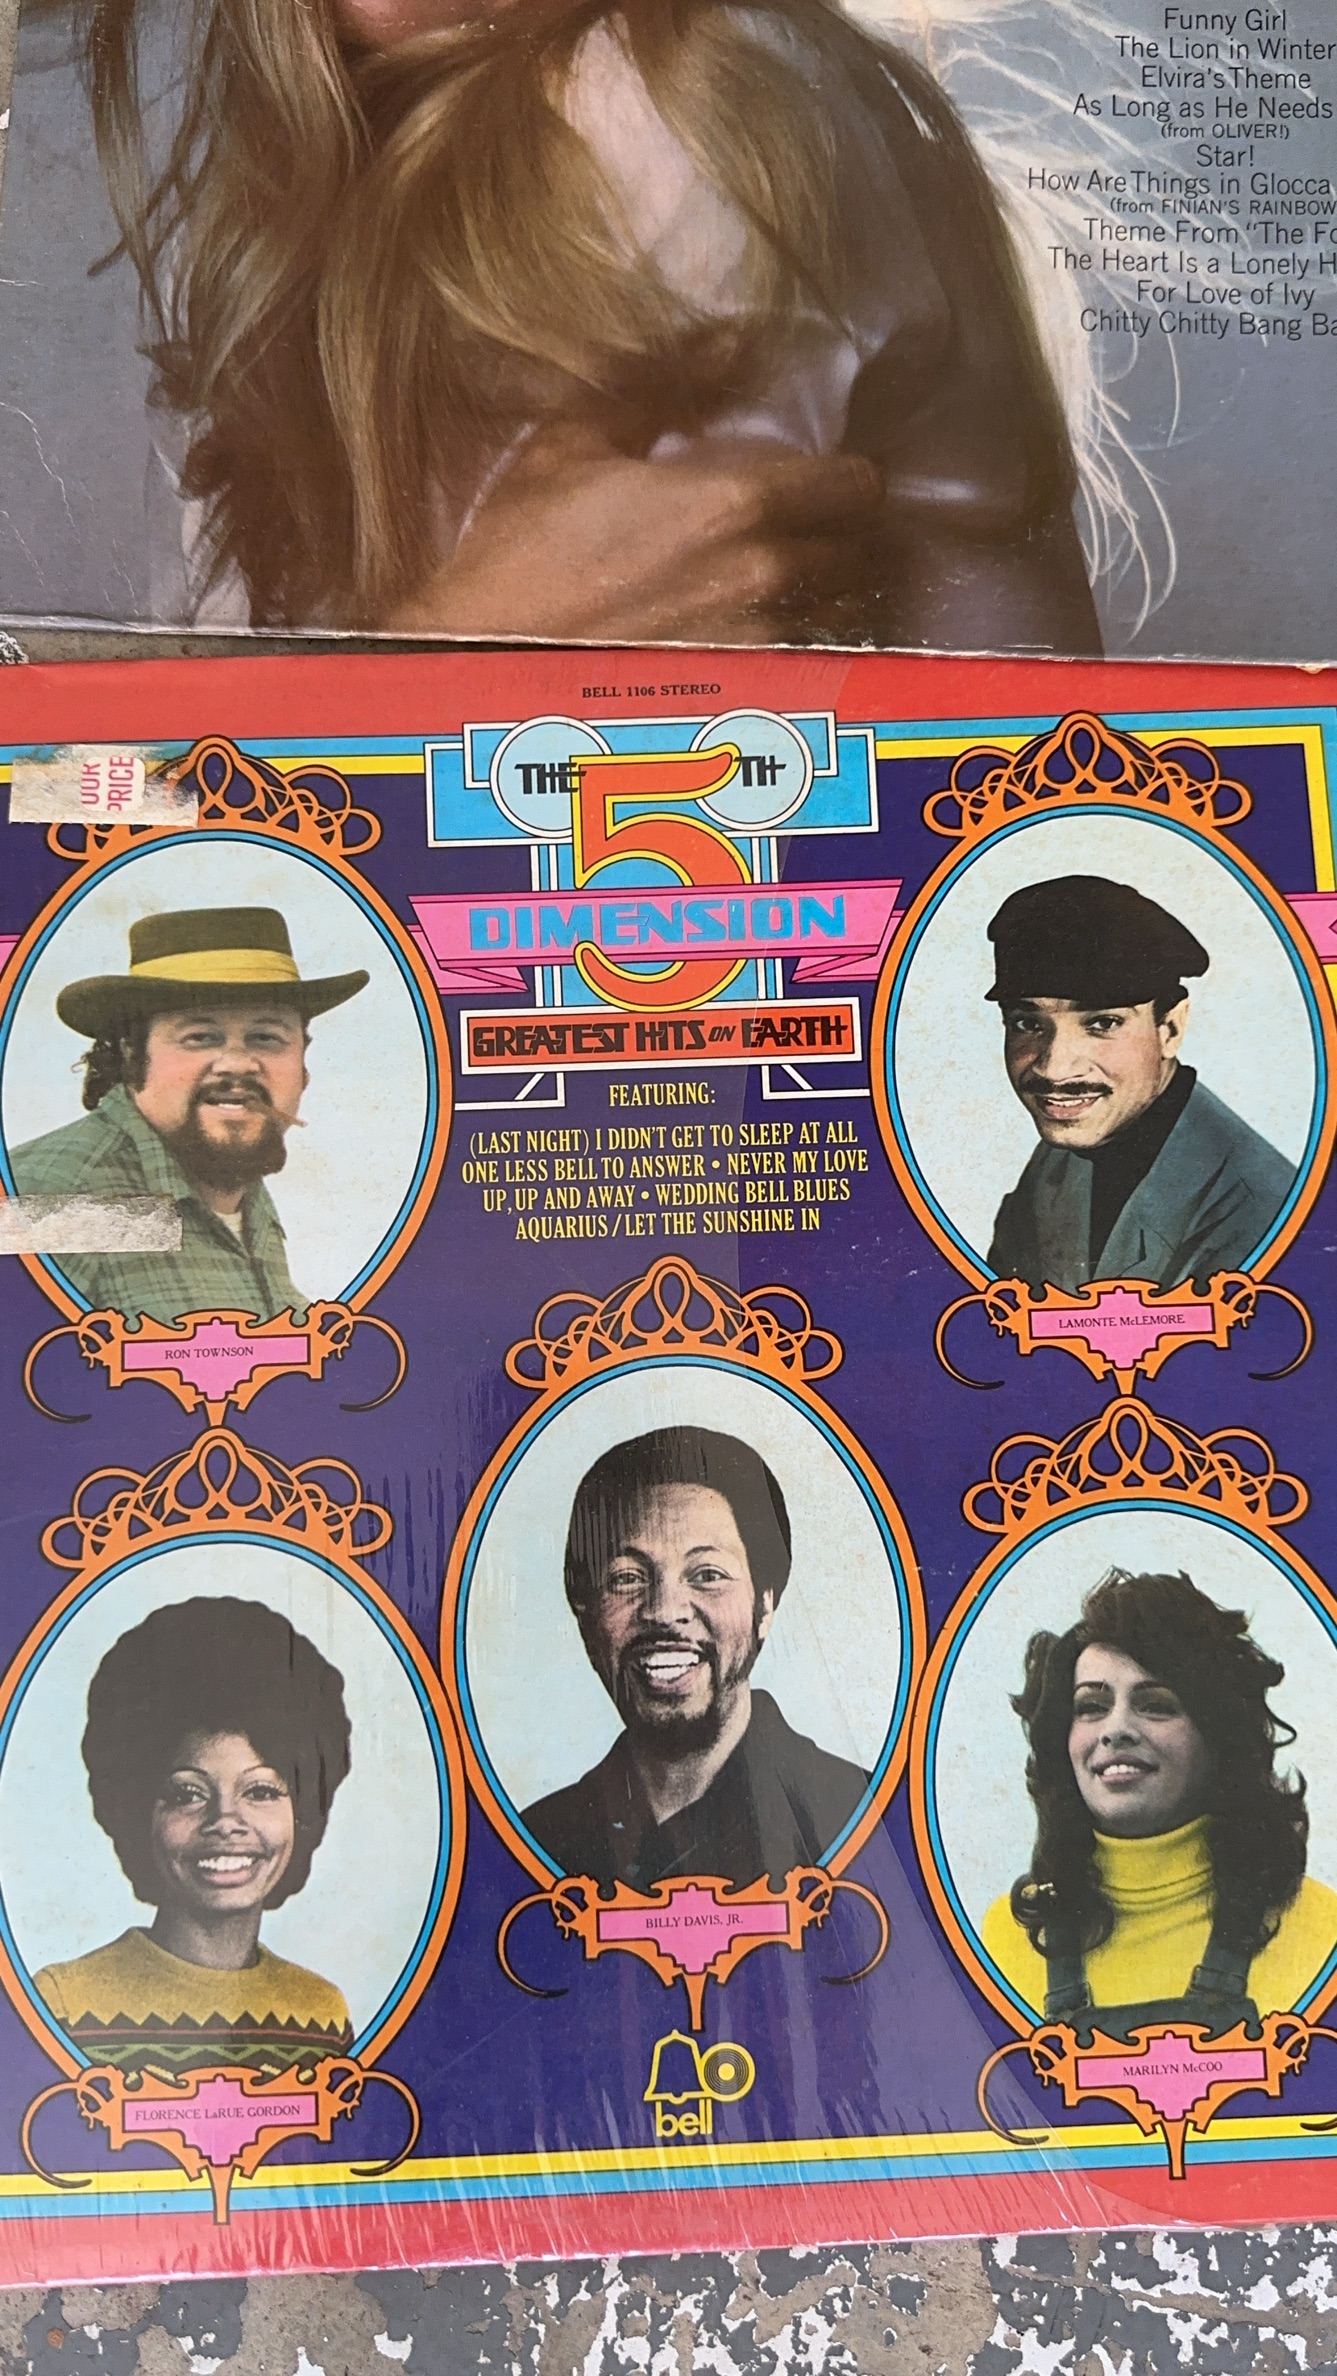 Funny Girl
The Lion in Winter
Elvira's Theme
As Long as He Needs
(from OLIVER!)
Star!
How Are Things in Glocca
(from FINIAN'S RAINBOW
Theme From "The Fo
The Heart Is a Lonely H
For Love of Ivy
Chitty Chitty Bang Ba
BELL 1106 STEREO
OUR
PRICE
THE 5TH
DIMENSION
GREATEST HITS ON EARTH
FEATURING:
(LAST NIGHT) I DIDN'T GET TO SLEEP AT ALL
ONE LESS BELL TO ANSWER • NEVER MY LOVE
UP, UP AND AWAY • WEDDING BELL BLUES
AQUARIUS / LET THE SUNSHINE IN
RON TOWNSON
LAMONTE McLEMORE
BILLY DAVIS, JR.
FLORENCE LaRUE GORDON
MARILYN McCOO
bell